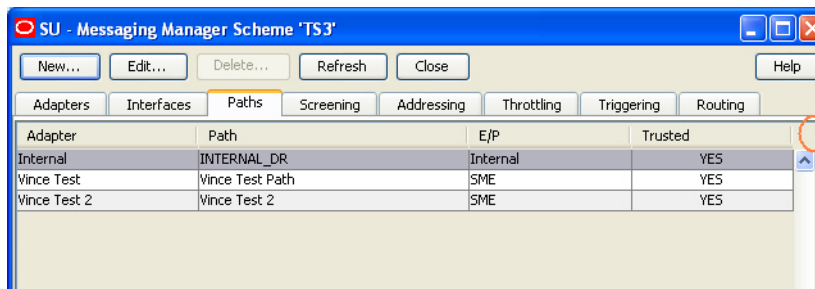 SU - Messaging Manager Scheme 'TS3'
New... Edit... Delete... Refresh Close Help
Adapters Interfaces Paths Screening Addressing Throttling Triggering Routing
Adapter Path E/P Trusted
Internal INTERNAL_DR Internal YES
Vince Test Vince Test Path SME YES
Vince Test 2 Vince Test 2 SME YES